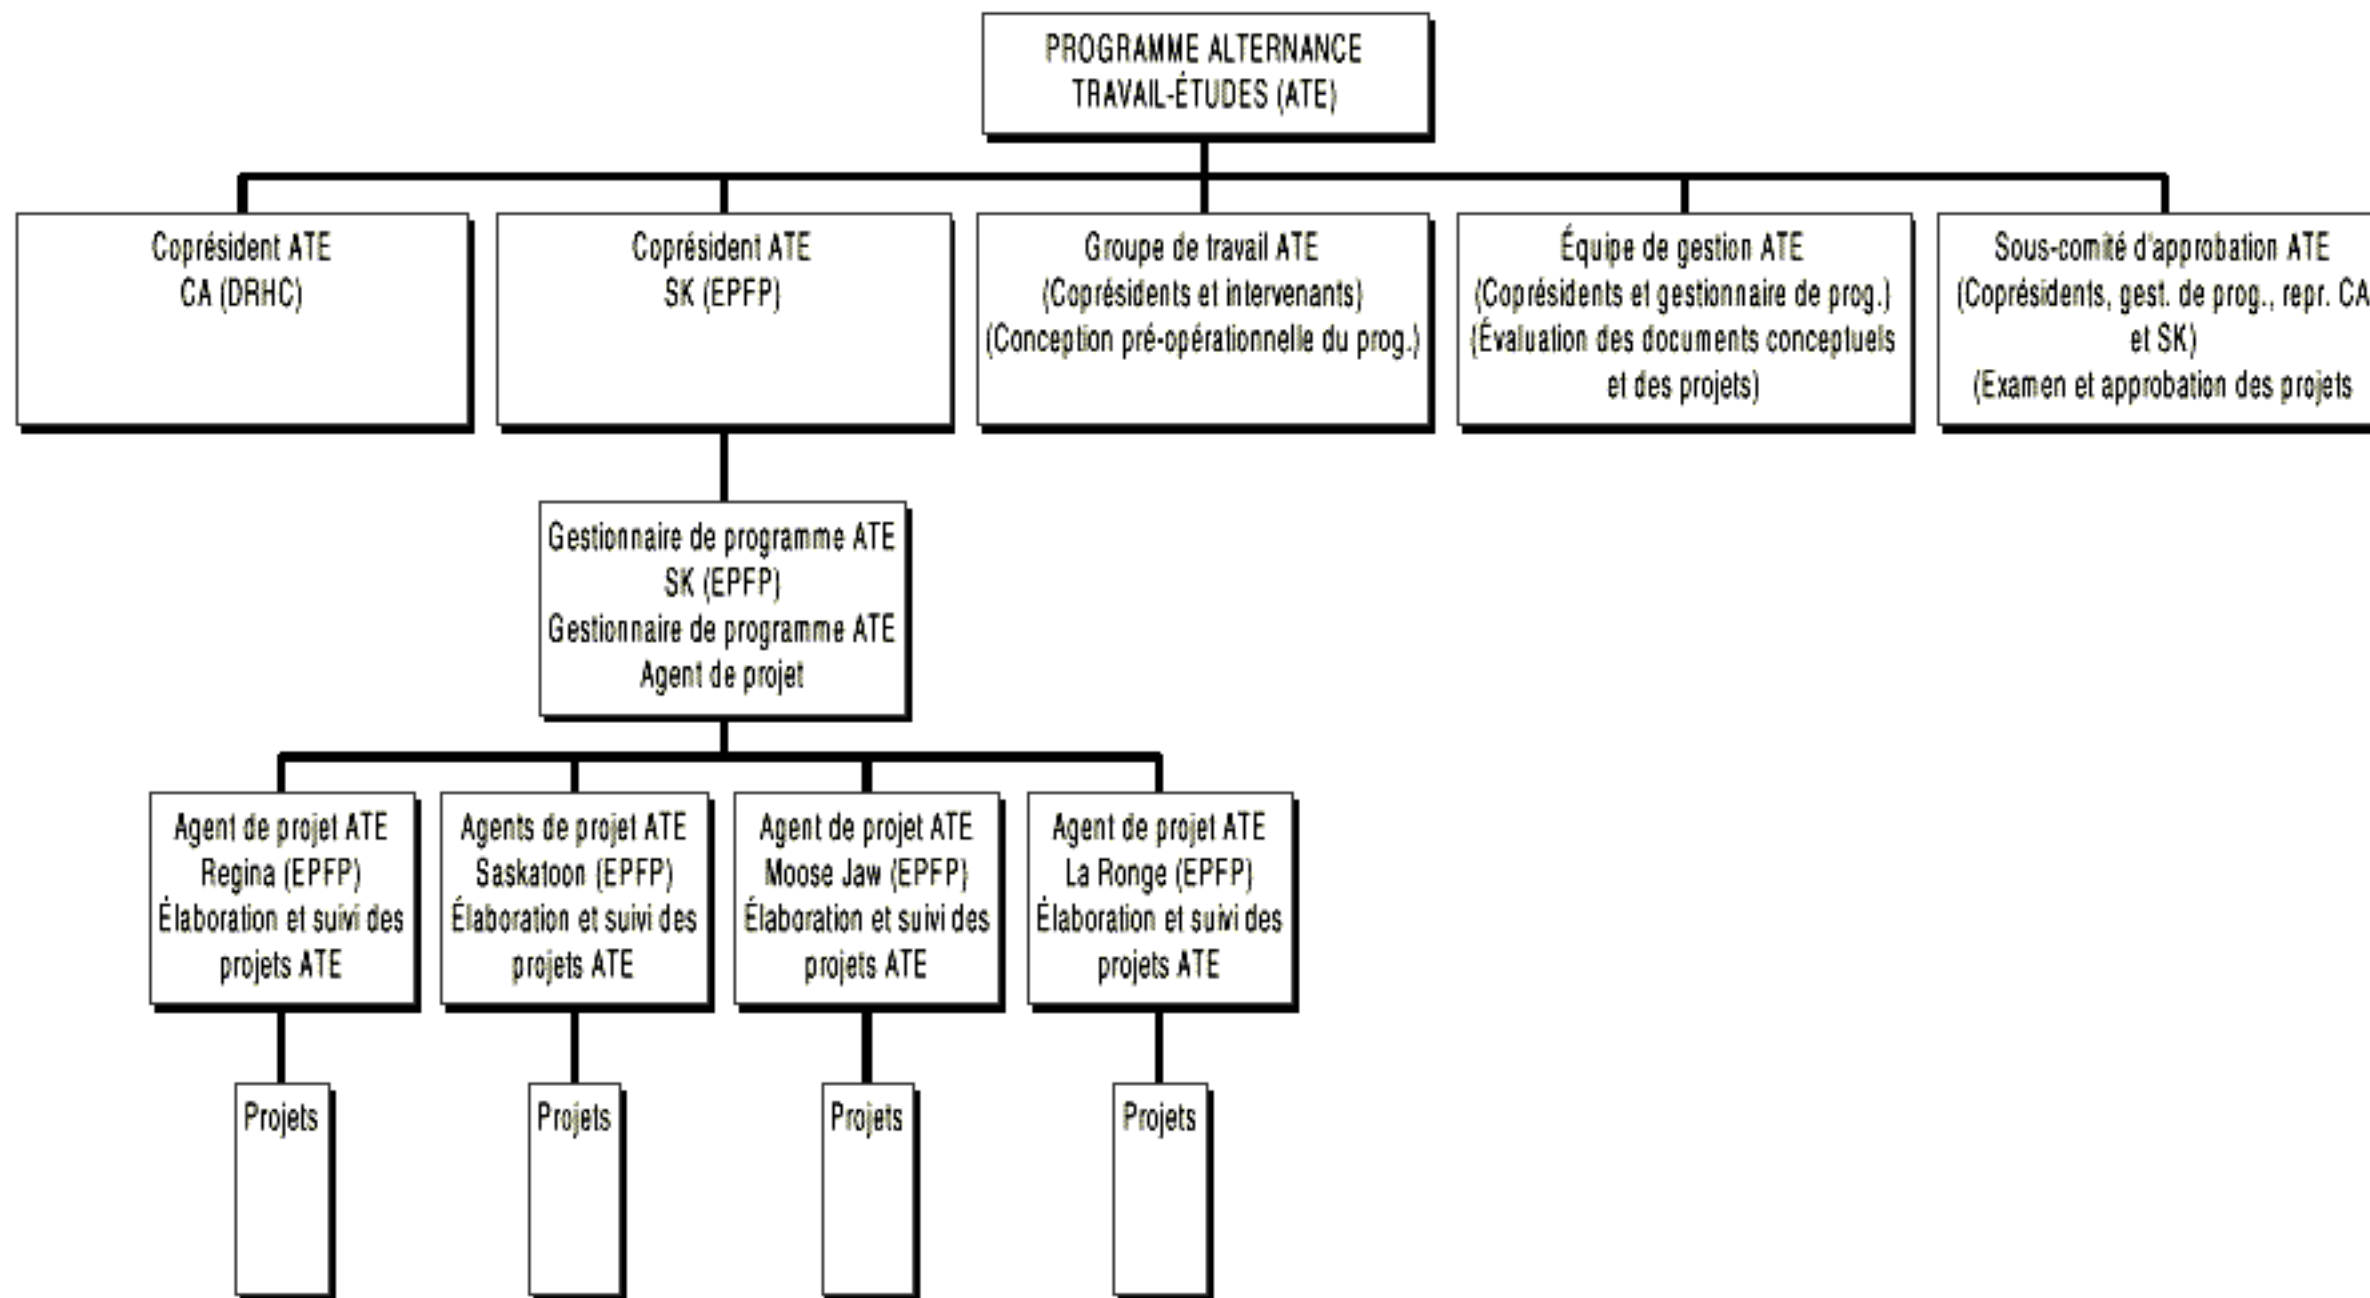 PROGRAMME ALTERNANCE
TRAVAIL-ÉTUDES (ATE)
Coprésident ATE
CA (DRHC)
Coprésident ATE
SK (EPFP)
Groupe de travail ATE
(Coprésidents et intervenants)
(Conception pré-opérationnelle du prog.)
Équipe de gestion ATE
(Coprésidents et gestionnaire de prog.)
(Évaluation des documents conceptuels
et des projets)
Sous-comité d'approbation ATE
(Coprésidents, gest. de prog., repr. CA
et SK)
(Examen et approbation des projets
Gestionnaire de programme ATE
SK (EPFP)
Gestionnaire de programme ATE
Agent de projet
Agent de projet ATE
Regina (EPFP)
Élaboration et suivi des
projets ATE
Agents de projet ATE
Saskatoon (EPFP)
Élaboration et suivi des
projets ATE
Agent de projet ATE
Moose Jaw (EPFP)
Élaboration et suivi des
projets ATE
Agent de projet ATE
La Ronge (EPFP)
Élaboration et suivi des
projets ATE
Projets
Projets
Projets
Projets